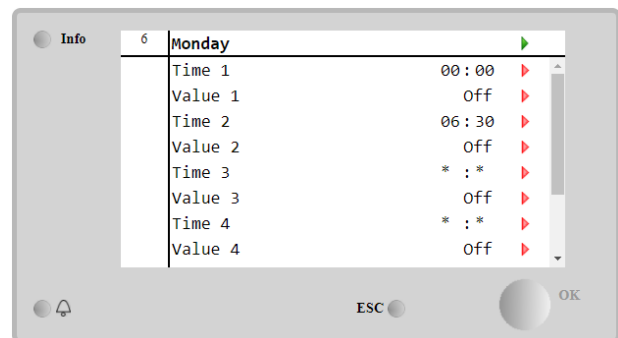 Info
6 Monday
Time 1 00:00
Value 1 Off
Time 2 06:30
Value 2 Off
Time 3 * :*
Value 3 Off
Time 4 * :*
Value 4 Off
ESC
OK